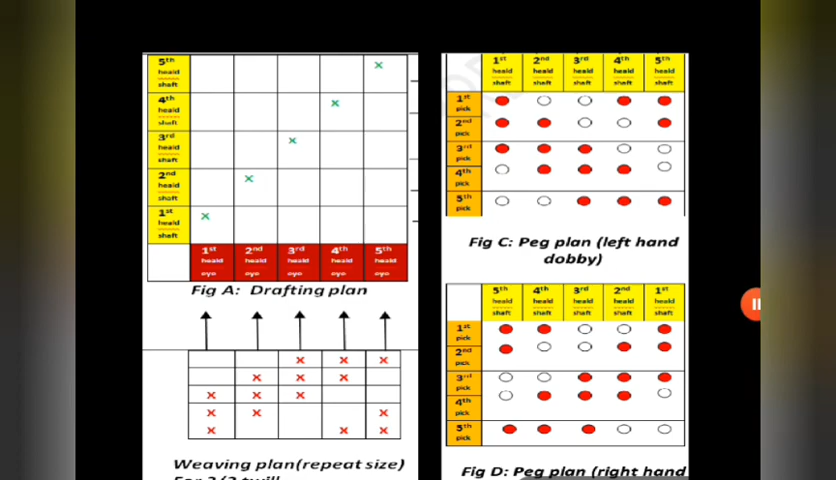 5th
heald
shaft
4th
heald
shaft
3rd
heald
shaft
2nd
heald
shaft
1st
heald
shaft
1st 2nd 3rd 4th 5th
heald heald heald heald heald
eye eye eye eye eye
Fig A: Drafting plan
Weaving plan(repeat size)
1st 2nd 3rd 4th 5th
heald heald heald heald heald
shaft shaft shaft shaft shaft
1st
pick
2nd
pick
3rd
pick
4th
pick
5th
pick
Fig C: Peg plan (left hand
dobby)
5th 4th 3rd 2nd 1st
heald heald heald heald heald
shaft shaft shaft shaft shaft
1st
pick
2nd
pick
3rd
pick
4th
pick
5th
pick
Fig D: Peg plan (right hand